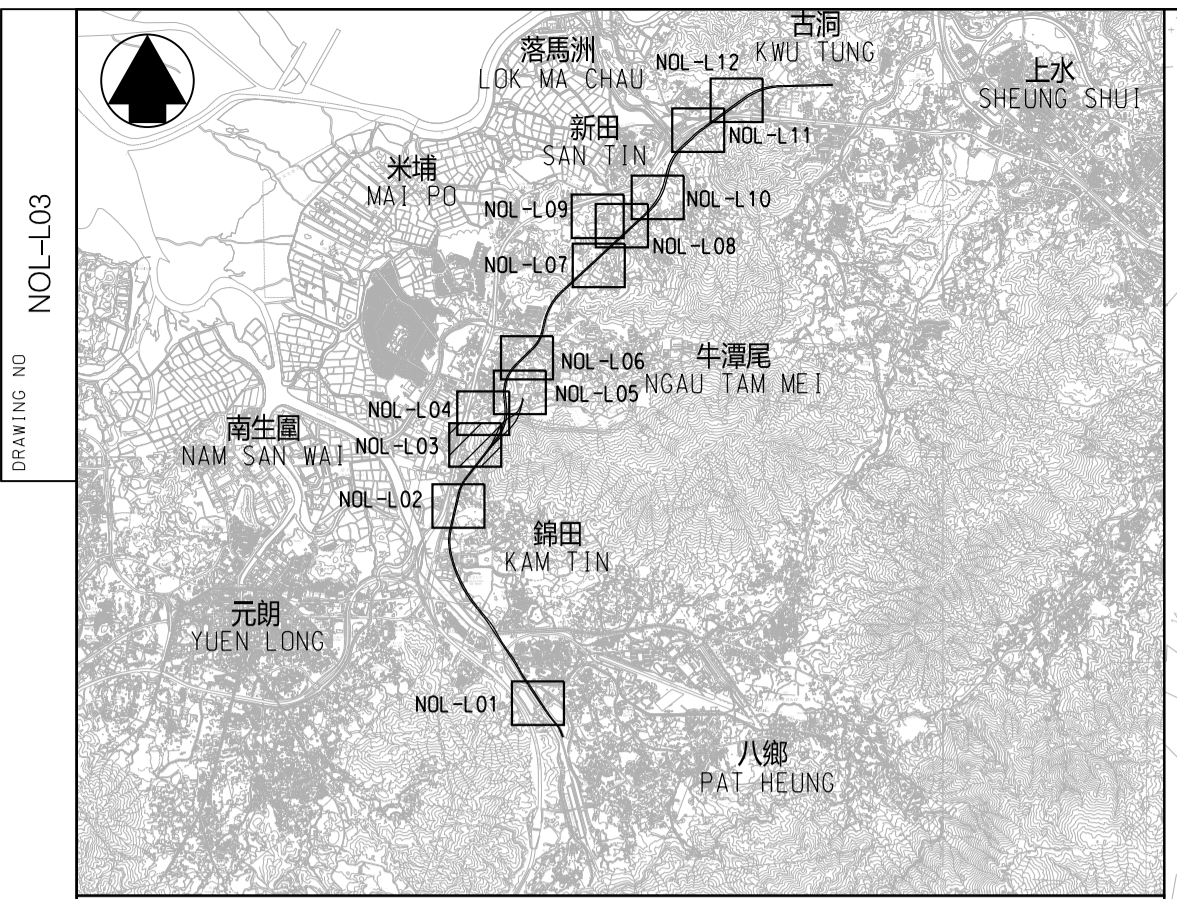 DRAWING NO
NOL-L03
古洞
KWU TUNG
落馬洲
LOK MA CHAU
NOL-L12
上水
SHEUNG SHUI
新田
SAN TIN
NOL-L11
米埔
MAI PO
NOL-L10
NOL-L09
NOL-L08
NOL-L07
牛潭尾
NGAU TAM MEI
NOL-L06
NOL-L05
NOL-L04
南生圍
NAM SAN WAI
NOL-L03
NOL-L02
錦田
KAM TIN
元朗
YUEN LONG
NOL-L01
八鄉
PAT HEUNG